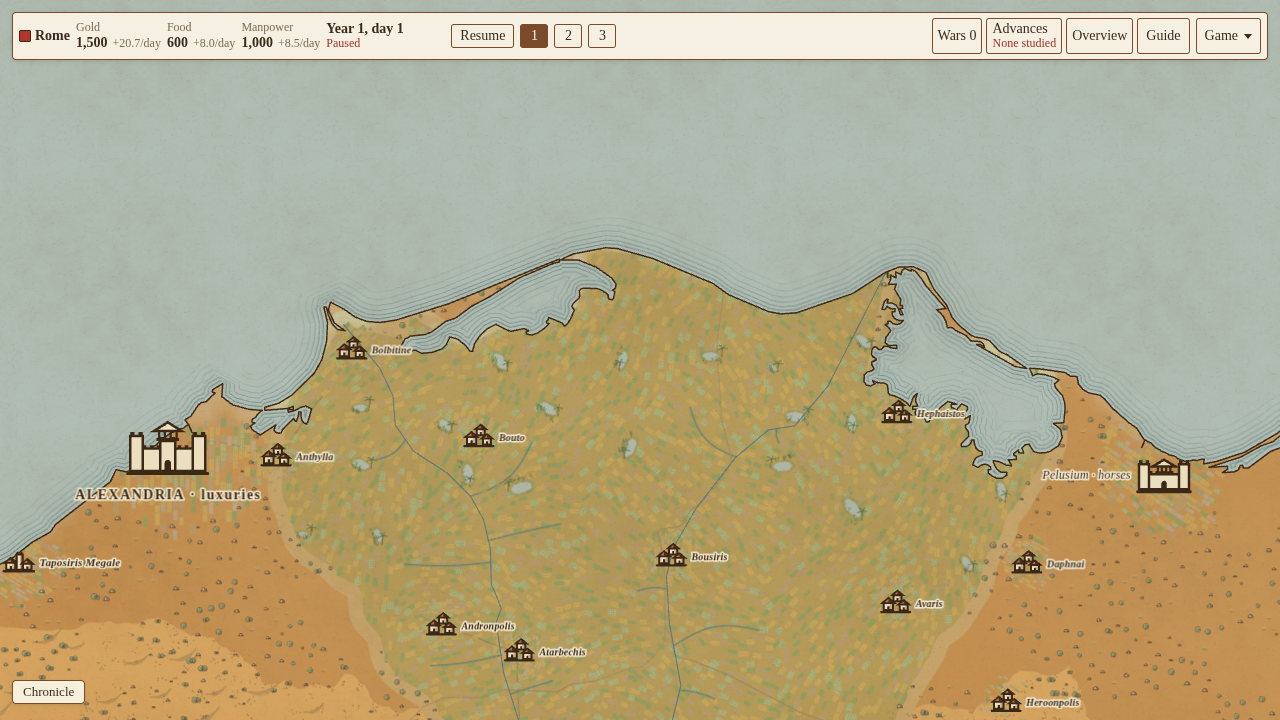 Rome
Gold
1,500 +20.7/day
Food
600 +8.0/day
Manpower
1,000 +8.5/day
Year 1, day 1
Paused
Resume
1
2
3
Wars 0
Advances
None studied
Overview
Guide
Game
Bolbitine
Bouto
Anthylla
Hephaistos
Pelusium · horses
ALEXANDRIA · luxuries
Taposiris Megale
Bousiris
Daphnai
Avaris
Andronpolis
Atarbechis
Chronicle
Heroonpolis